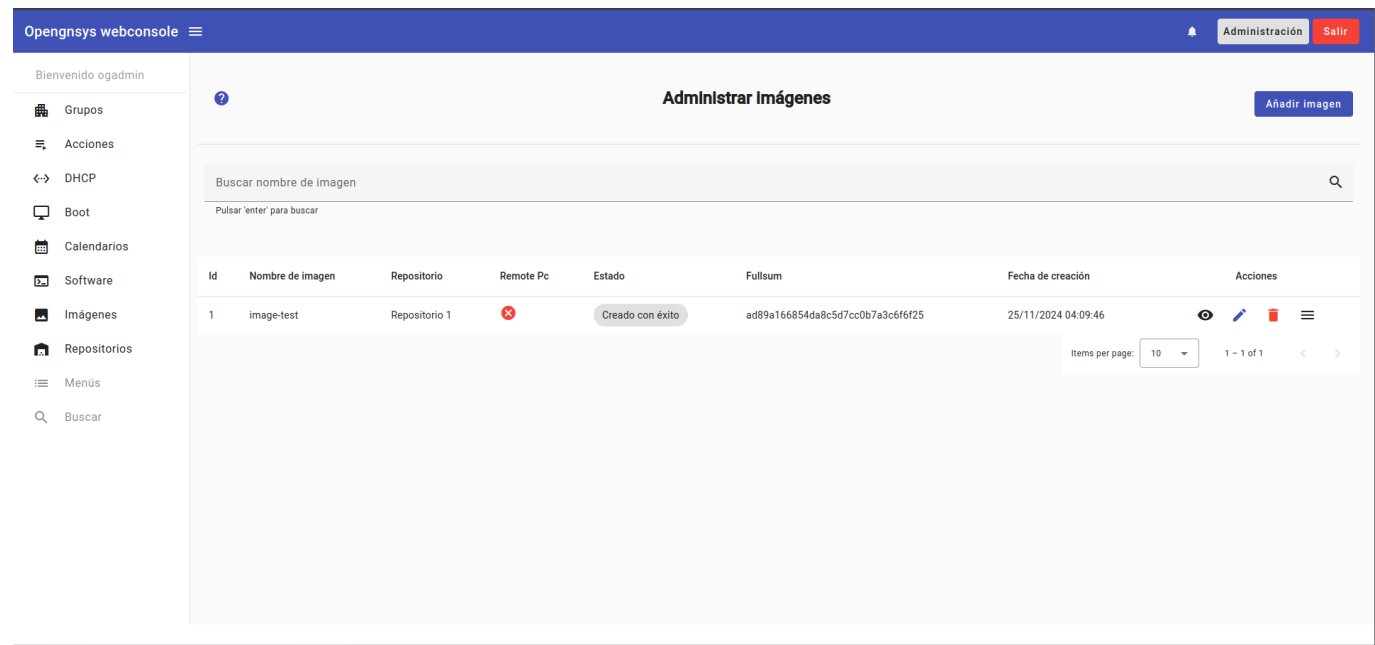 Opengnsys webconsole
Administración
Salir
Bienvenido ogadmin
Grupos
Acciones
DHCP
Boot
Calendarios
Software
Imágenes
Repositorios
Menús
Buscar
Administrar imágenes
Añadir imagen
Buscar nombre de imagen
Pulsar 'enter' para buscar
Id Nombre de imagen Repositorio Remote Pc Estado Fullsum Fecha de creación Acciones
1 image-test Repositorio 1 Creado con éxito ad89a166854da8c5d7cc0b7a3c6f6f25 25/11/2024 04:09:46
Items per page: 10 1 – 1 of 1